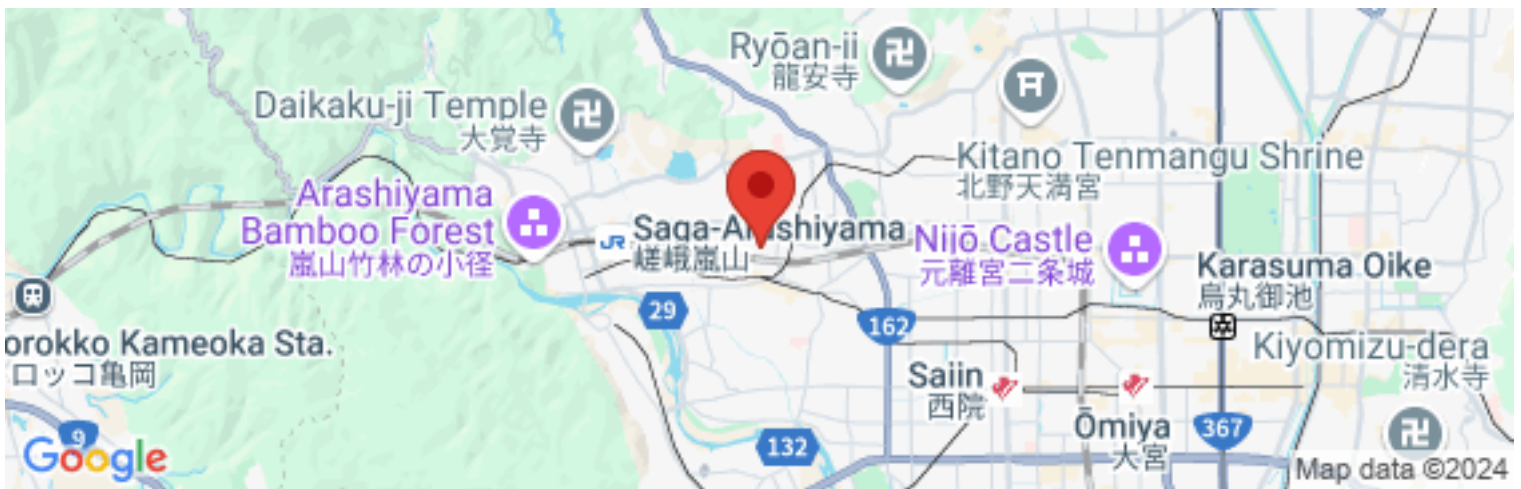 Ryōan-ji
龍安寺
Daikaku-ji Temple
大覚寺
Kitano Tenmangu Shrine
北野天満宮
Arashiyama
Bamboo Forest
嵐山竹林の小径
JR
Saga-Arashiyama
嵯峨嵐山
Nijō Castle
元離宮二条城
Karasuma Oike
烏丸御池
29
162
orokko Kameoka Sta.
ロッコ亀岡
Kiyomizu-dera
清水寺
Saiin
西院
Ōmiya
大宮
367
9
132
Google
Map data ©2024